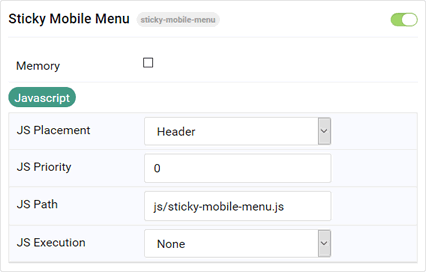 Sticky Mobile Menu sticky-mobile-menu
Memory
Javascript
JS Placement Header
JS Priority 0
JS Path js/sticky-mobile-menu.js
JS Execution None